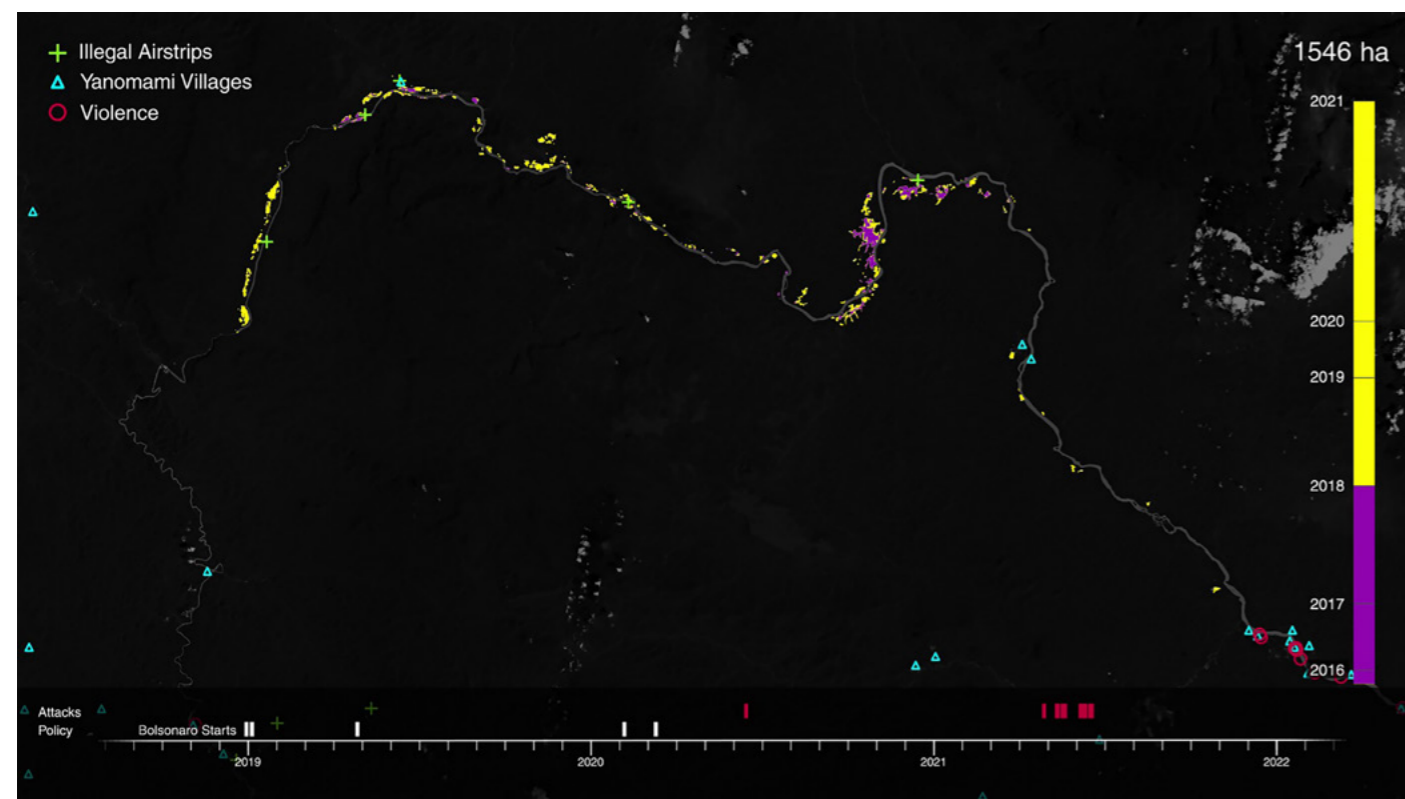 Illegal Airstrips
Yanomami Villages
Violence
1546 ha
2021
2020
2019
2018
2017
2016
Attacks
Policy
Bolsonaro Starts
2019
2020
2021
2022